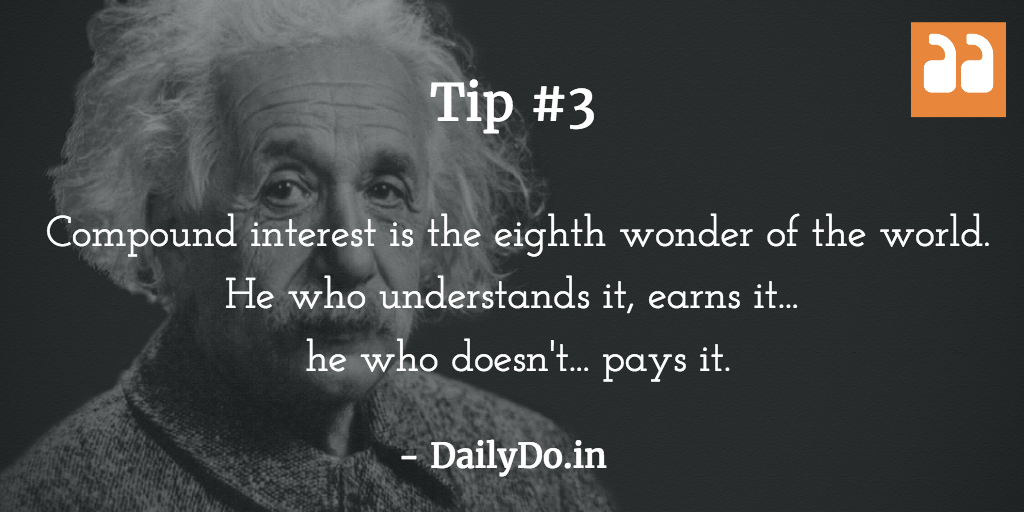 Tip #3
Compound interest is the eighth wonder of the world.
He who understands it, earns it...
he who doesn't... pays it.
- DailyDo.in